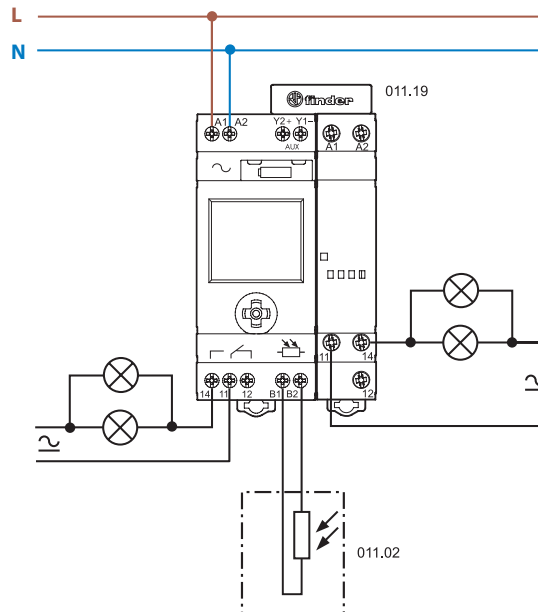 L
N
finder
011.19
A1 A2 Y2+ Y1- A1 A2
AUX
11 14
14 11 12 B1 B2 12
011.02